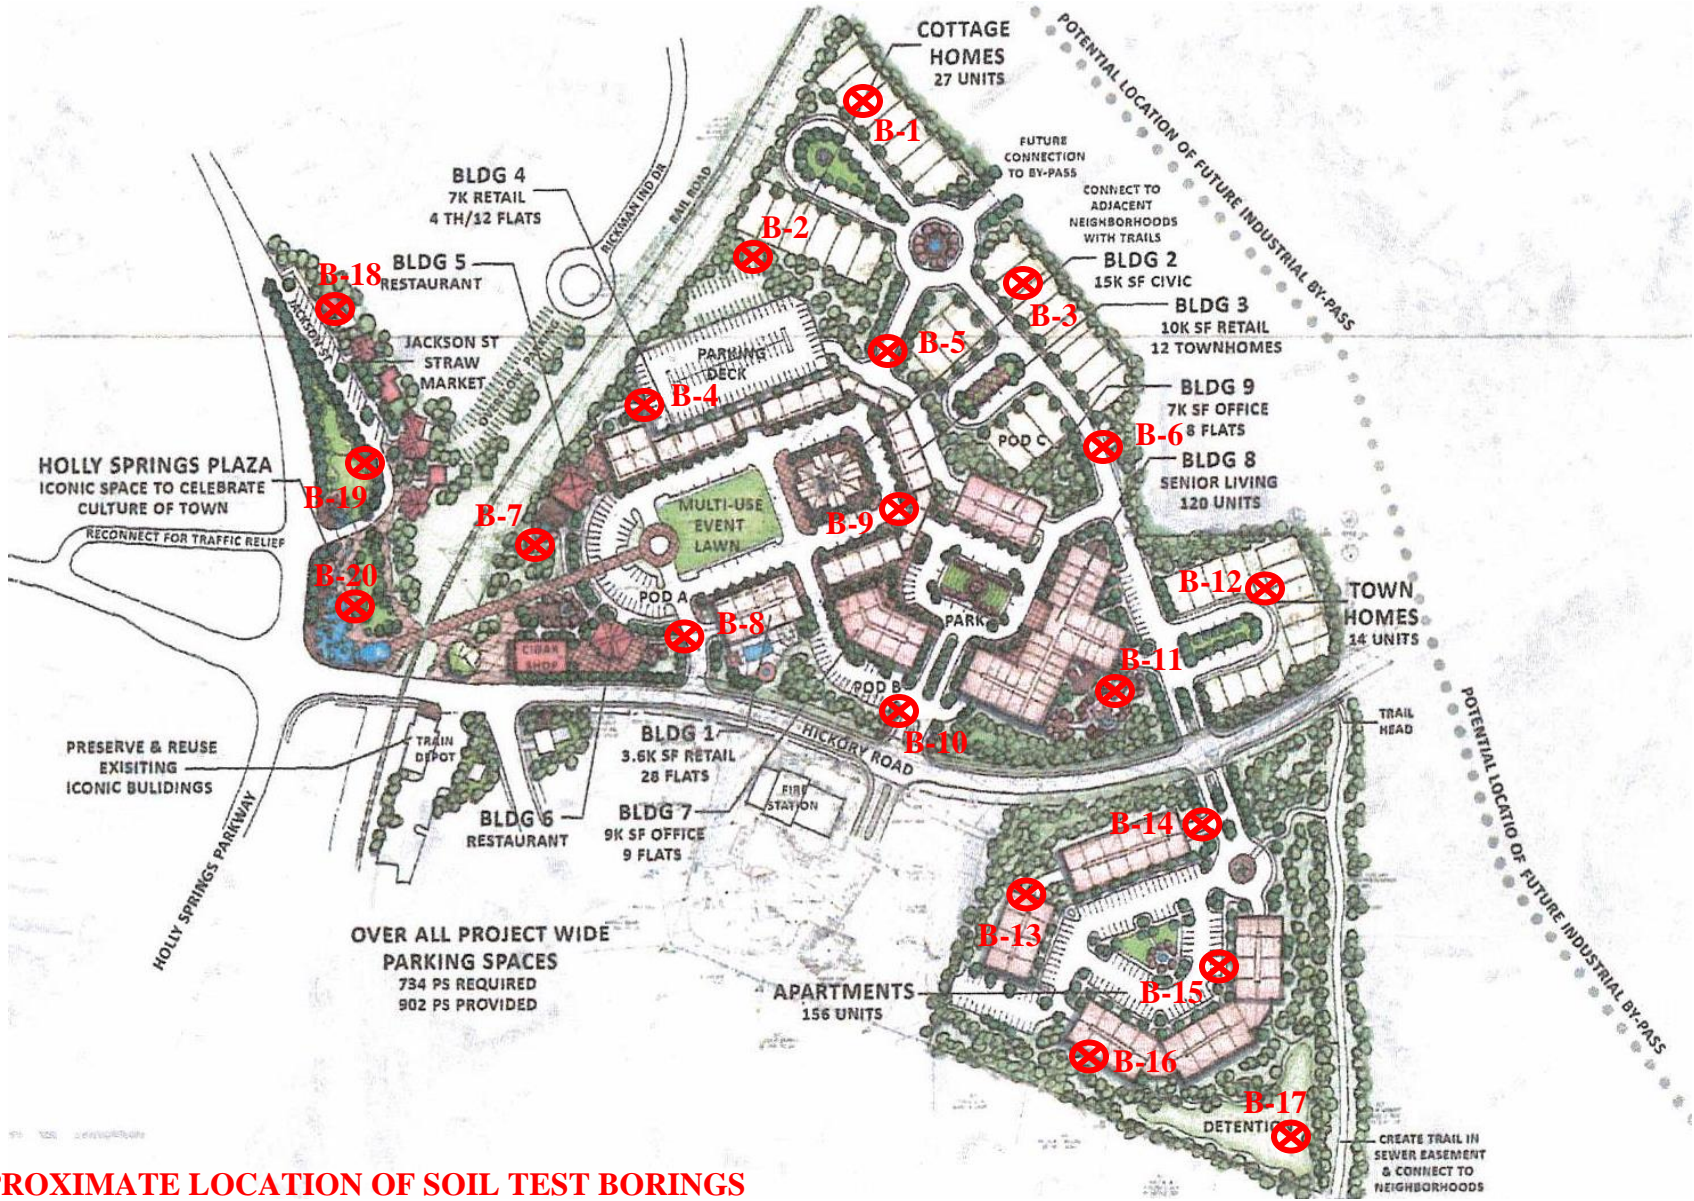 COTTAGE
HOMES
27 UNITS
B-1
POTENTIAL LOCATION OF FUTURE INDUSTRIAL BY-PASS
FUTURE
CONNECTION
TO BY-PASS
BLDG 4
7K RETAIL
4 TH/12 FLATS
RICKMAN IND DR
RAIL ROAD
CONNECT TO
ADJACENT
NEIGHBORHOODS
WITH TRAILS
B-2
BLDG 5
RESTAURANT
B-18
BLDG 2
15K SF CIVIC
B-3
BLDG 3
10K SF RETAIL
12 TOWNHOMES
JACKSON ST
JACKSON ST
STRAW
MARKET
OVERFLOW PARKING
PARKING
DECK
B-5
B-4
BLDG 9
7K SF OFFICE
8 FLATS
POD C
B-6
BLDG 8
SENIOR LIVING
120 UNITS
HOLLY SPRINGS PLAZA
ICONIC SPACE TO CELEBRATE
CULTURE OF TOWN
B-19
B-7
MULTI-USE
EVENT
LAWN
B-9
RECONNECT FOR TRAFFIC RELIEF
B-20
POD A
B-8
B-12
TOWN
HOMES
14 UNITS
PARK
CIGAR
SHOP
B-11
POD B
B-10
HICKORY ROAD
TRAIL
HEAD
POTENTIAL LOCATIO OF FUTURE INDUSTRIAL BY-PASS
PRESERVE & REUSE
EXISITING
ICONIC BULIDINGS
TRAIN
DEPOT
BLDG 1
3.6K SF RETAIL
28 FLATS
FIRE
STATION
HOLLY SPRINGS PARKWAY
BLDG 6
RESTAURANT
BLDG 7
9K SF OFFICE
9 FLATS
B-14
B-13
OVER ALL PROJECT WIDE
PARKING SPACES
734 PS REQUIRED
902 PS PROVIDED
APARTMENTS
156 UNITS
B-15
B-16
B-17
DETENTION
CREATE TRAIL IN
SEWER EASEMENT
& CONNECT TO
NEIGHBORHOODS
PROXIMATE LOCATION OF SOIL TEST BORINGS